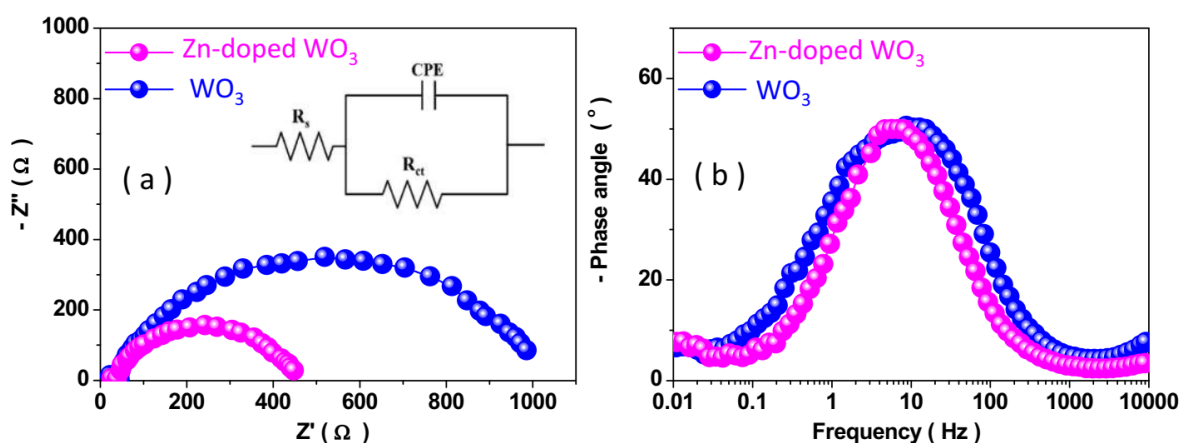 1000
800
600
400
200
0
- Z'' ( Ω )
Zn-doped WO₃
WO₃
( a )
CPE
Rₛ
R_ct
0 200 400 600 800 1000
Z' ( Ω )
60
40
20
0
- Phase angle ( ° )
Zn-doped WO₃
WO₃
( b )
0.01 0.1 1 10 100 1000 10000
Frequency ( Hz )